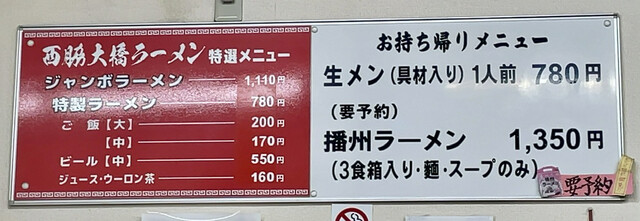 西脇大橋ラーメン 特選メニュー
ジャンボラーメン 1,110円
特製ラーメン 780円
ご飯【大】 200円
【中】 170円
ビール【中】 550円
ジュース・ウーロン茶 160円
お持ち帰りメニュー
生メン(具材入り)1人前 780円
(要予約)
播州ラーメン 1,350円
(3食箱入り・麺・スープのみ)
要予約